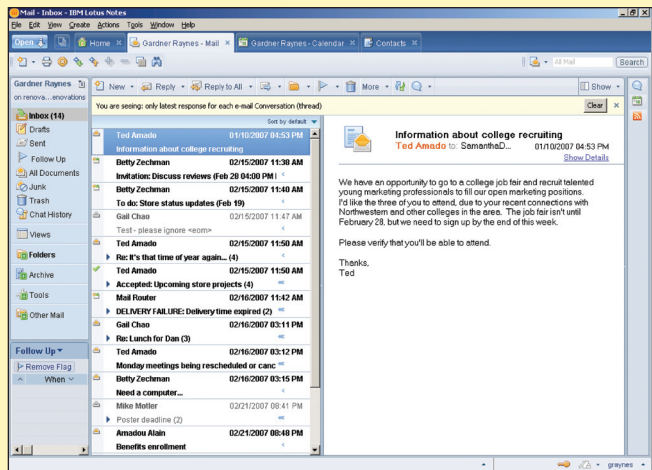 Mail - Inbox - IBM Lotus Notes
File Edit View Create Actions Tools Window Help
Open Home Gardner Raynes - Mail Gardner Raynes - Calendar Contacts
All Mail Search
Gardner Raynes
on renova...enovations
Inbox (14)
Drafts
Sent
Follow Up
All Documents
Junk
Trash
Chat History
Views
Folders
Archive
Tools
Other Mail
Follow Up
Remove Flag
When
New Reply Reply to All More Show
You are seeing: only latest response for each e-mail Conversation (thread) Clear
Sort by default
Ted Amado 01/10/2007 04:53 PM
Information about college recruiting
Betty Zechman 02/15/2007 11:38 AM
Invitation: Discuss reviews (Feb 28 04:00 PM
Betty Zechman 02/15/2007 11:40 AM
To do: Store status updates (Feb 19)
Gail Chao 02/15/2007 11:47 AM
Test - please ignore <eom>
Ted Amado 02/15/2007 11:50 AM
Re: It's that time of year again... (4)
Ted Amado 02/15/2007 11:50 AM
Accepted: Upcoming store projects (4)
Mail Router 02/16/2007 11:42 AM
DELIVERY FAILURE: Delivery time expired (2)
Gail Chao 02/16/2007 03:11 PM
Re: Lunch for Dan (3)
Ted Amado 02/16/2007 03:12 PM
Monday meetings being rescheduled or canc
Betty Zechman 02/16/2007 03:15 PM
Need a computer...
Mike Motler 02/21/2007 08:41 PM
Poster deadline (2)
Amadou Alain 02/21/2007 08:48 PM
Benefits enrollment
Information about college recruiting
Ted Amado to: SamanthaD... 01/10/2007 04:53 PM
Show Details
We have an opportunity to go to a college job fair and recruit talented
young marketing professionals to fill our open marketing positions.
I'd like the three of you to attend, due to your recent connections with
Northwestern and other colleges in the area. The job fair isn't until
February 28, but we need to sign up by the end of this week.
Please verify that you'll be able to attend.
Thanks,
Ted
graynes